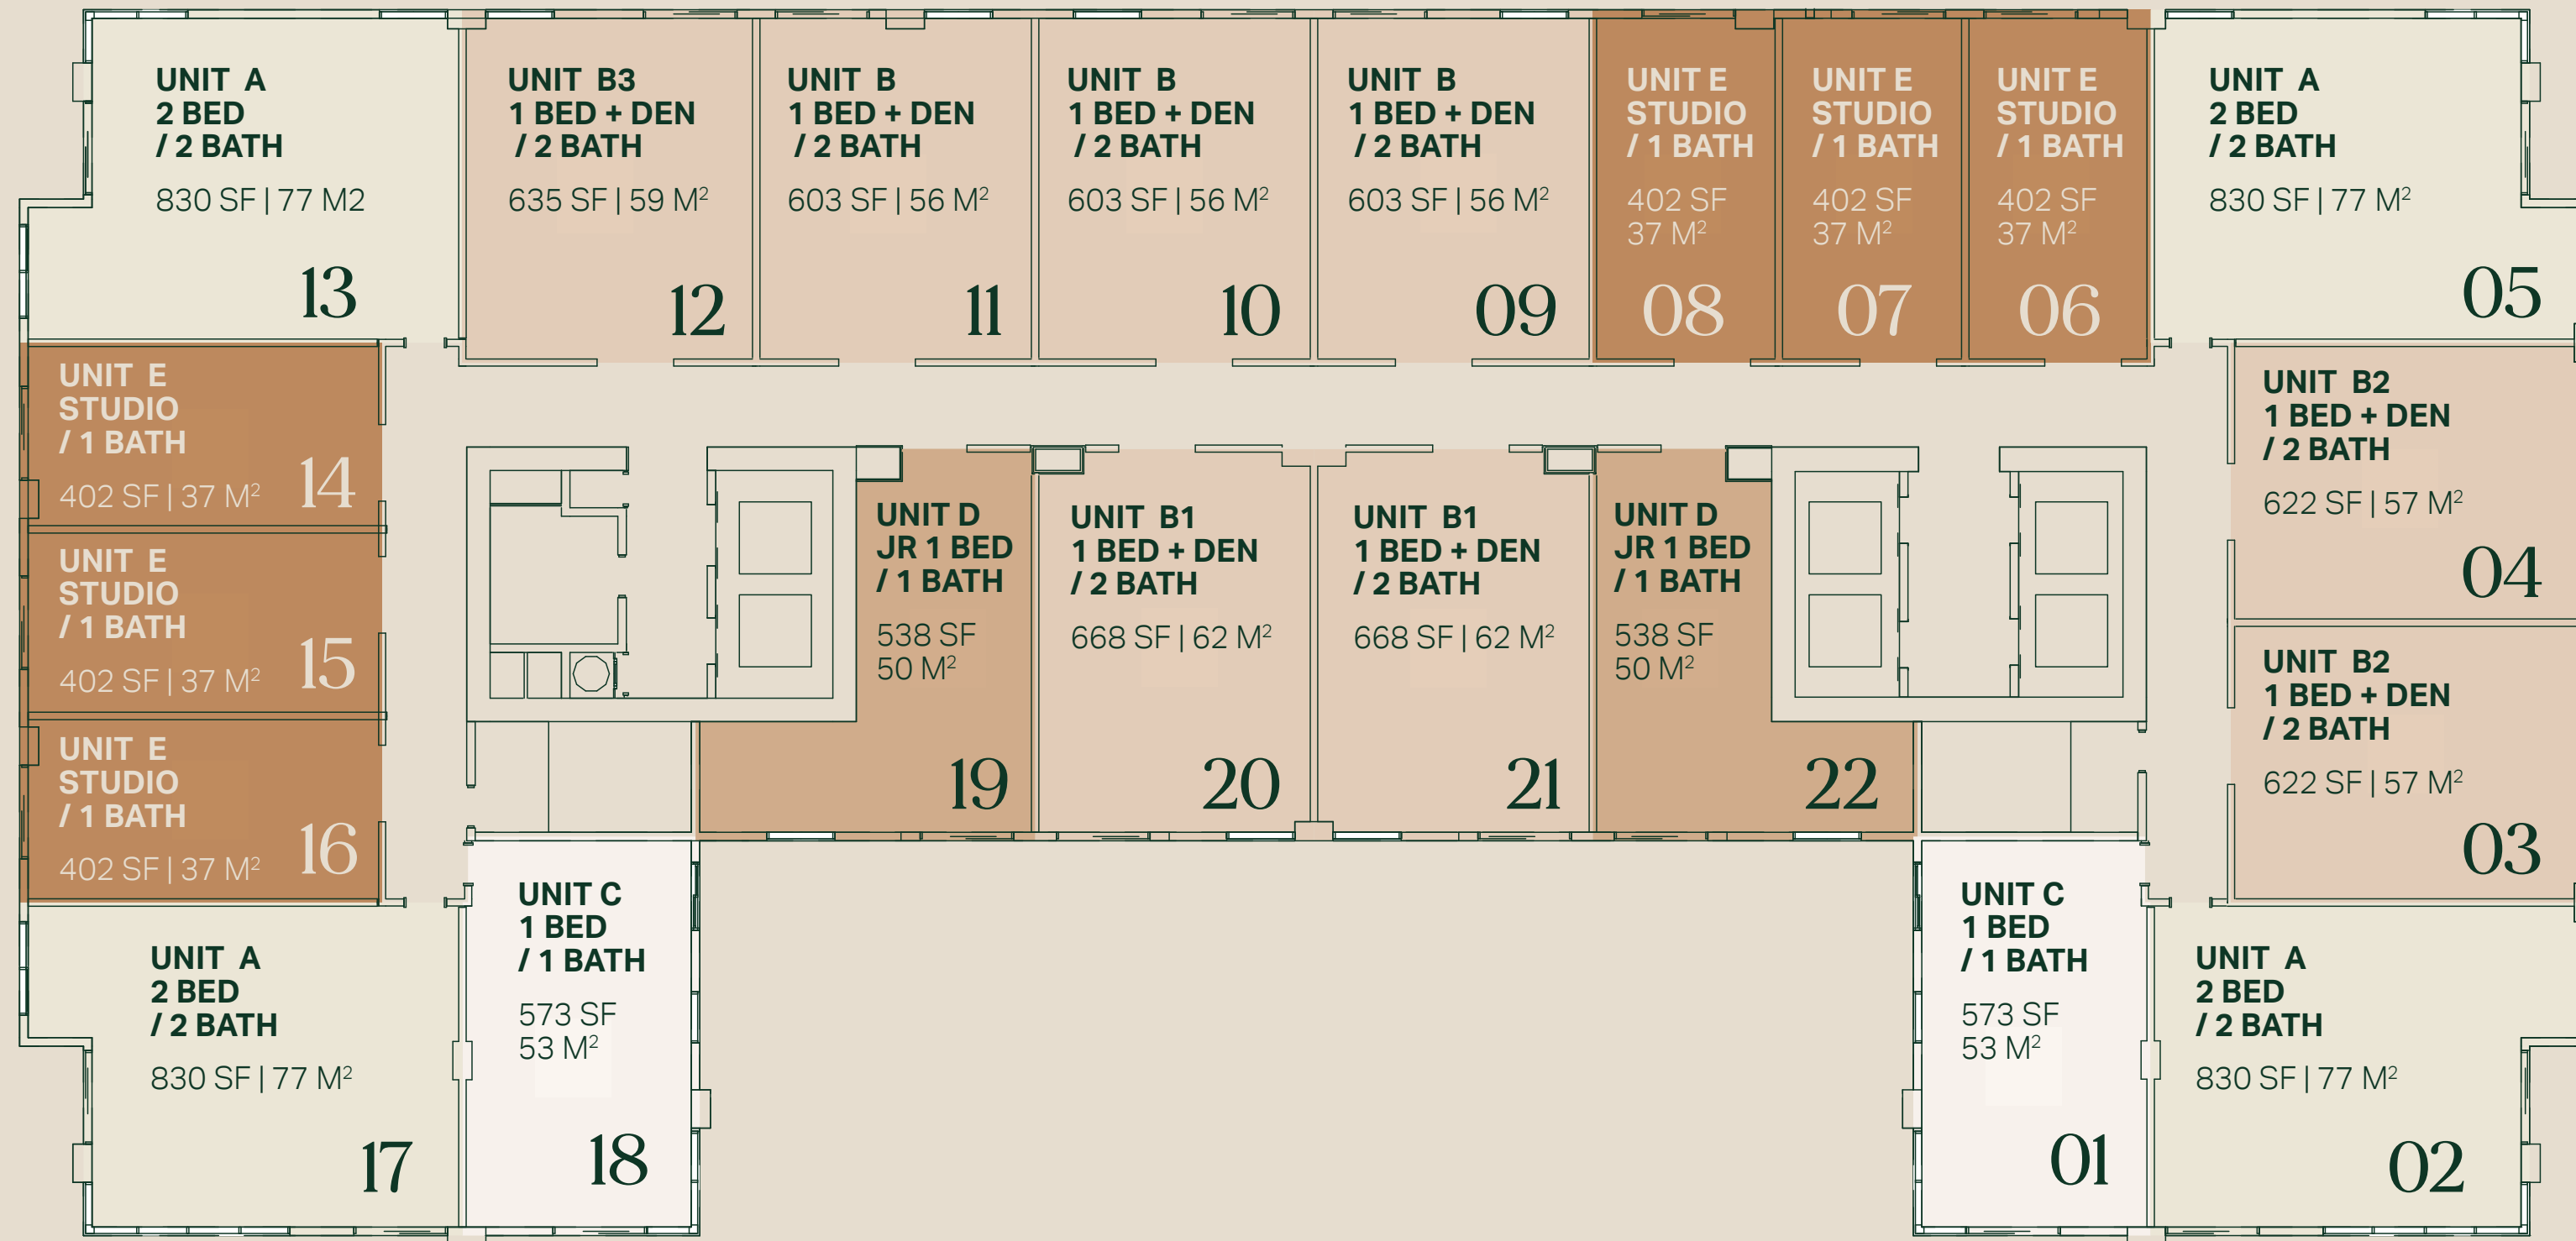 UNIT A
2 BED
/ 2 BATH
830 SF | 77 M2
13
UNIT B3
1 BED + DEN
/ 2 BATH
635 SF | 59 M²
12
UNIT B
1 BED + DEN
/ 2 BATH
603 SF | 56 M²
11
UNIT B
1 BED + DEN
/ 2 BATH
603 SF | 56 M²
10
UNIT B
1 BED + DEN
/ 2 BATH
603 SF | 56 M²
09
UNIT E
STUDIO
/ 1 BATH
402 SF
37 M²
08
UNIT E
STUDIO
/ 1 BATH
402 SF
37 M²
07
UNIT E
STUDIO
/ 1 BATH
402 SF
37 M²
06
UNIT A
2 BED
/ 2 BATH
830 SF | 77 M²
05
UNIT E
STUDIO
/ 1 BATH
402 SF | 37 M²
14
UNIT E
STUDIO
/ 1 BATH
402 SF | 37 M²
15
UNIT E
STUDIO
/ 1 BATH
402 SF | 37 M²
16
UNIT D
JR 1 BED
/ 1 BATH
538 SF
50 M²
19
UNIT B1
1 BED + DEN
/ 2 BATH
668 SF | 62 M²
20
UNIT B1
1 BED + DEN
/ 2 BATH
668 SF | 62 M²
21
UNIT D
JR 1 BED
/ 1 BATH
538 SF
50 M²
22
UNIT B2
1 BED + DEN
/ 2 BATH
622 SF | 57 M²
04
UNIT B2
1 BED + DEN
/ 2 BATH
622 SF | 57 M²
03
UNIT A
2 BED
/ 2 BATH
830 SF | 77 M²
17
UNIT C
1 BED
/ 1 BATH
573 SF
53 M²
18
UNIT C
1 BED
/ 1 BATH
573 SF
53 M²
01
UNIT A
2 BED
/ 2 BATH
830 SF | 77 M²
02